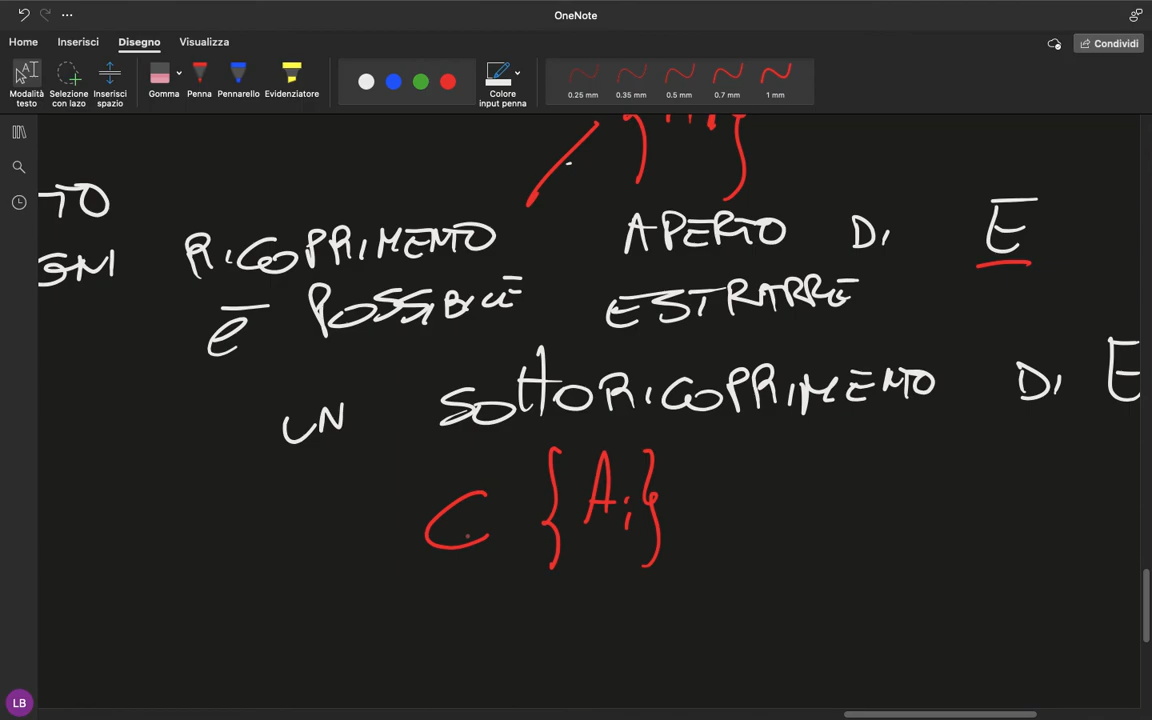 OneNote
Home Inserisci Disegno Visualizza
Condividi
Modalità testo Selezione con lazo Inserisci spazio Gomma Penna Pennarello Evidenziatore Colore input penna 0.25 mm 0.35 mm 0.5 mm 0.7 mm 1 mm
TO RICOPRIMENTO APERTO DI E
GNI È POSSIBILE ESTRARRE
UN SOTTORICOPRIMENTO DI E
C {Ai}
LB